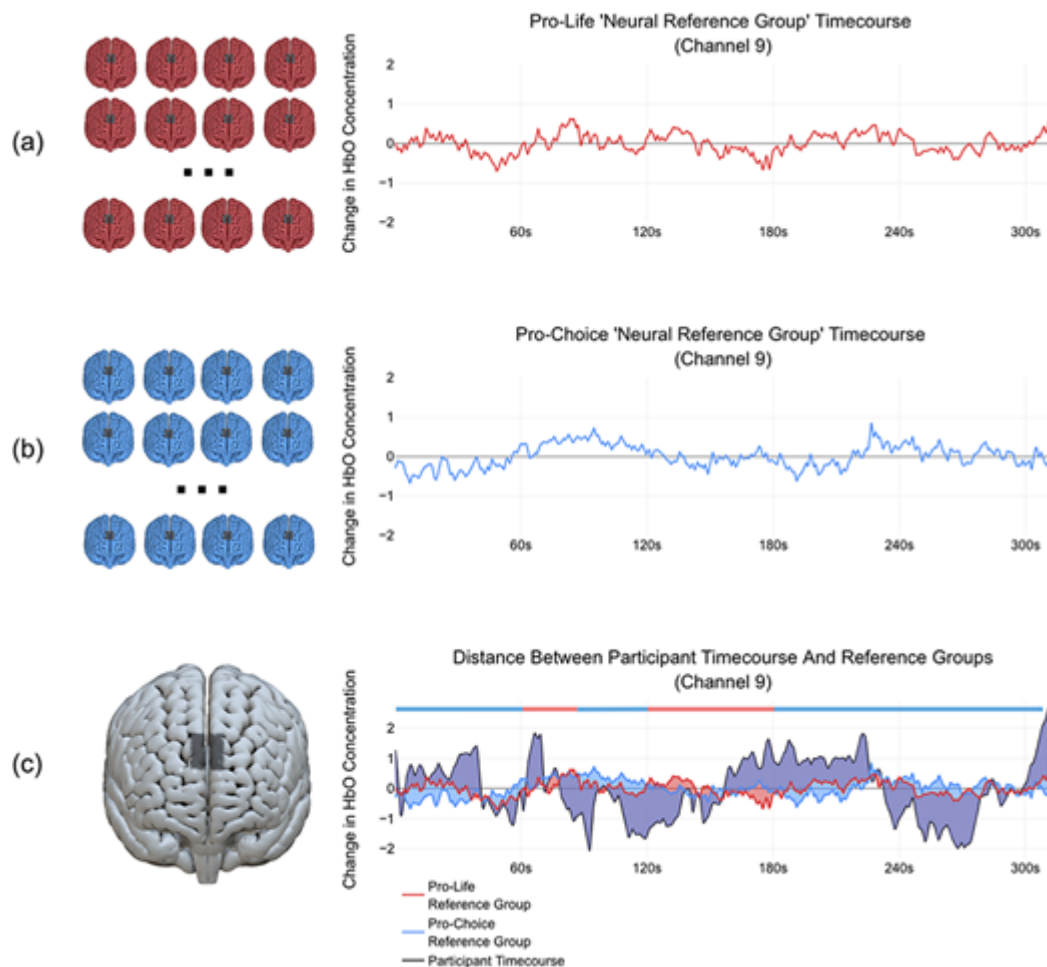 (a)
Pro-Life 'Neural Reference Group' Timecourse
(Channel 9)
Change in HbO Concentration
2
1
0
−1
−2
60s
120s
180s
240s
300s
(b)
Pro-Choice 'Neural Reference Group' Timecourse
(Channel 9)
Change in HbO Concentration
2
1
0
−1
−2
60s
120s
180s
240s
300s
(c)
Distance Between Participant Timecourse And Reference Groups
(Channel 9)
Change in HbO Concentration
2
1
0
−1
−2
60s
120s
180s
240s
300s
Pro-Life
Reference Group
Pro-Choice
Reference Group
Participant Timecourse